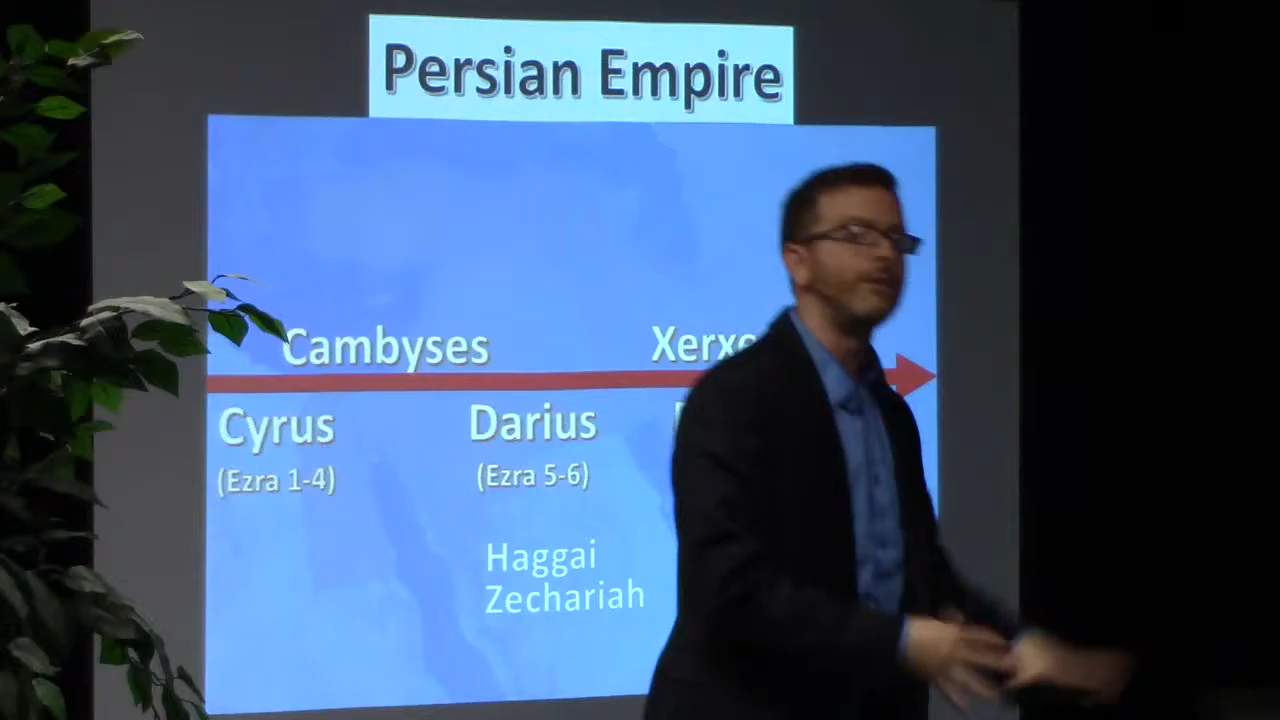 Persian Empire
Cambyses
Cyrus
Darius
(Ezra 1-4)
(Ezra 5-6)
Haggai
Zechariah